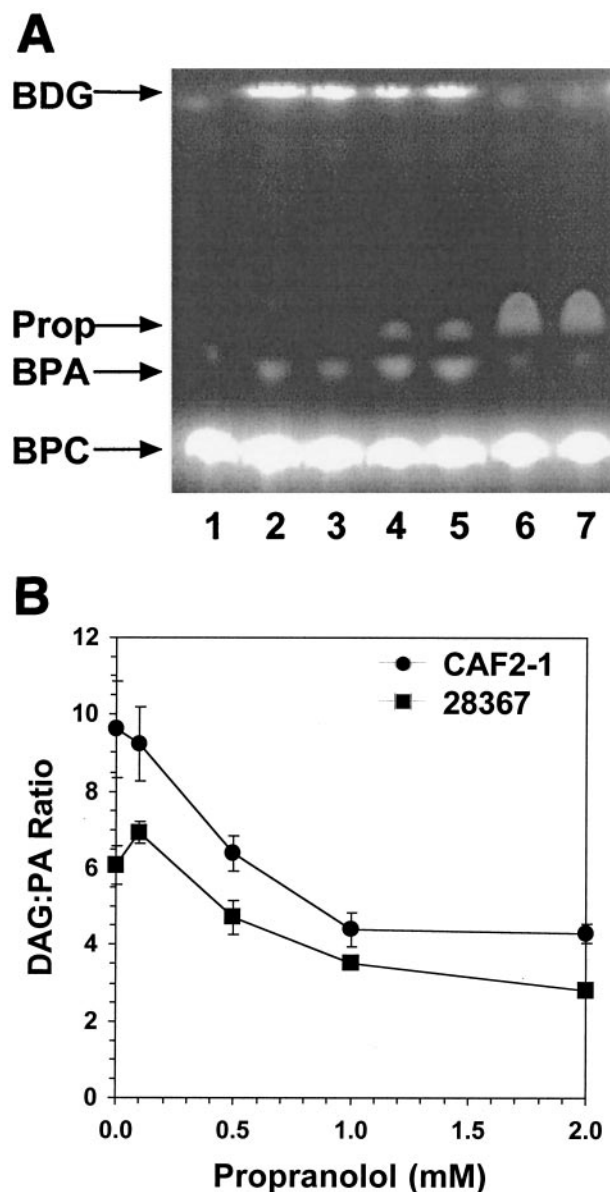 A
BDG
Prop
BPA
BPC
1 2 3 4 5 6 7
B
12
10
8
6
4
2
0
DAG:PA Ratio
CAF2-1
28367
0.0 0.5 1.0 1.5 2.0
Propranolol (mM)